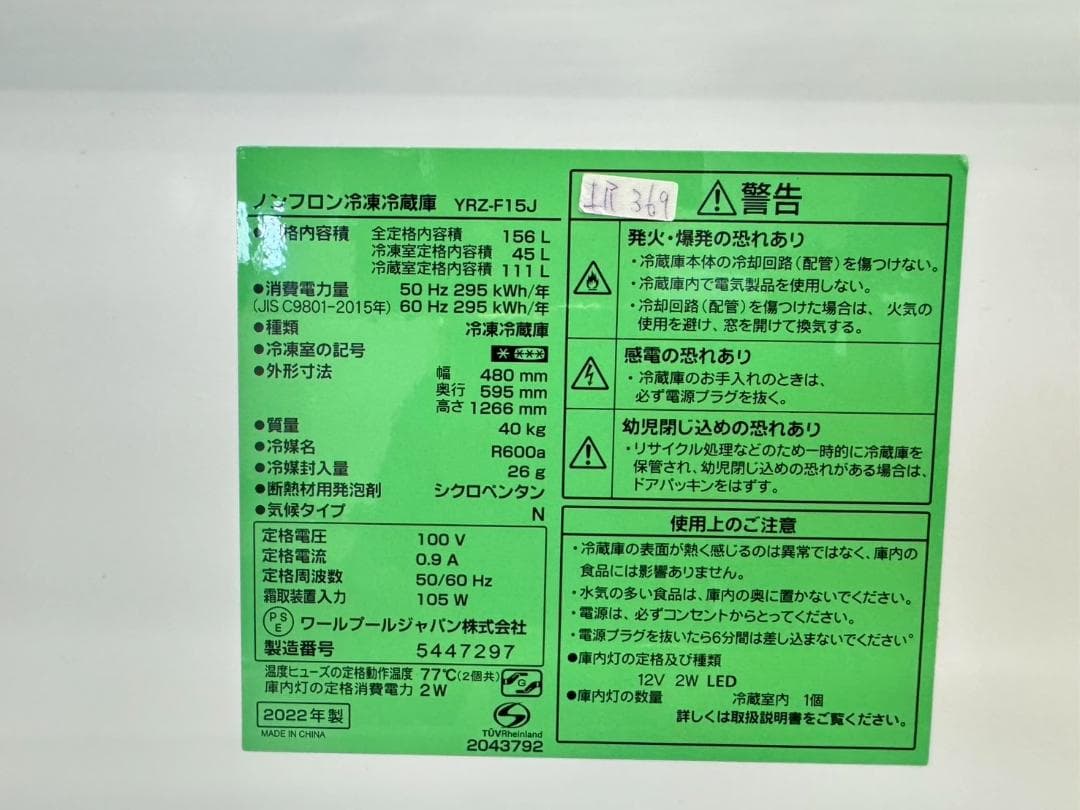 ノンフロン冷凍冷蔵庫 YRZ-F15J
格内容積 全定格内容積 156 L
冷凍室定格内容積 45 L
冷蔵室定格内容積 111 L
●消費電力量 50 Hz 295 kWh/年
(JIS C9801-2015年) 60 Hz 295 kWh/年
●種類 冷凍冷蔵庫
●冷凍室の記号
●外形寸法 幅 480 mm
奥行 595 mm
高さ 1266 mm
●質量 40 kg
●冷媒名 R600a
●冷媒封入量 26 g
●断熱材用発泡剤 シクロペンタン
●気候タイプ N
定格電圧 100 V
定格電流 0.9 A
定格周波数 50/60 Hz
霜取装置入力 105 W
PSE ワールプールジャパン株式会社
製造番号 5447297
温度ヒューズの定格動作温度 77℃(2個共)
庫内灯の定格消費電力 2W
G
2022年製
MADE IN CHINA
TÜVRheinland
2043792
IR 369
警告
発火・爆発の恐れあり
・冷蔵庫本体の冷却回路(配管)を傷つけない。
・冷蔵庫内で電気製品を使用しない。
・冷却回路(配管)を傷つけた場合は、火気の
使用を避け、窓を開けて換気する。
感電の恐れあり
・冷蔵庫のお手入れのときは、
必ず電源プラグを抜く。
幼児閉じ込めの恐れあり
・リサイクル処理などのため一時的に冷蔵庫を
保管され、幼児閉じ込めの恐れがある場合は、
ドアパッキンをはずす。
使用上のご注意
・冷蔵庫の表面が熱く感じるのは異常ではなく、庫内の
食品には影響ありません。
・水気の多い食品は、庫内の奥に置かないでください。
・電源は、必ずコンセントからとってください。
・電源プラグを抜いたら6分間は差し込まないでください。
●庫内灯の定格及び種類
12V 2W LED
●庫内灯の数量 冷蔵室内 1個
詳しくは取扱説明書をご覧ください。